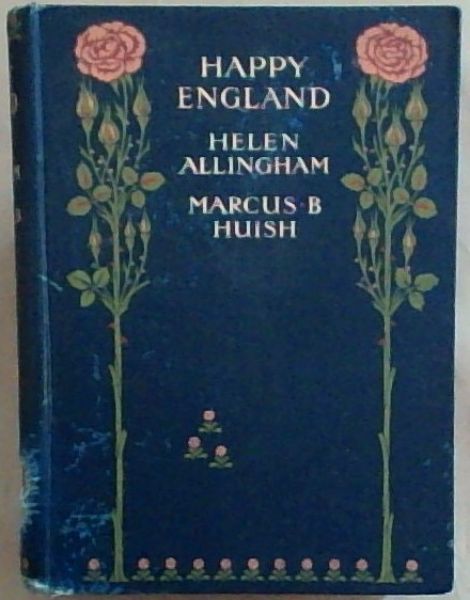 HAPPY
ENGLAND
HELEN
ALLINGHAM
MARCUS·B
HUISH